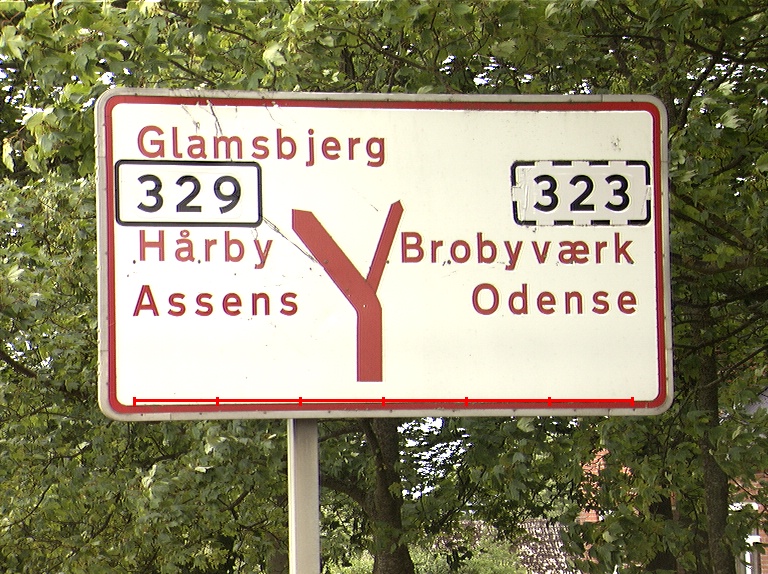 Glamsbjerg
329 323
Hårby Brobyværk
Assens Odense